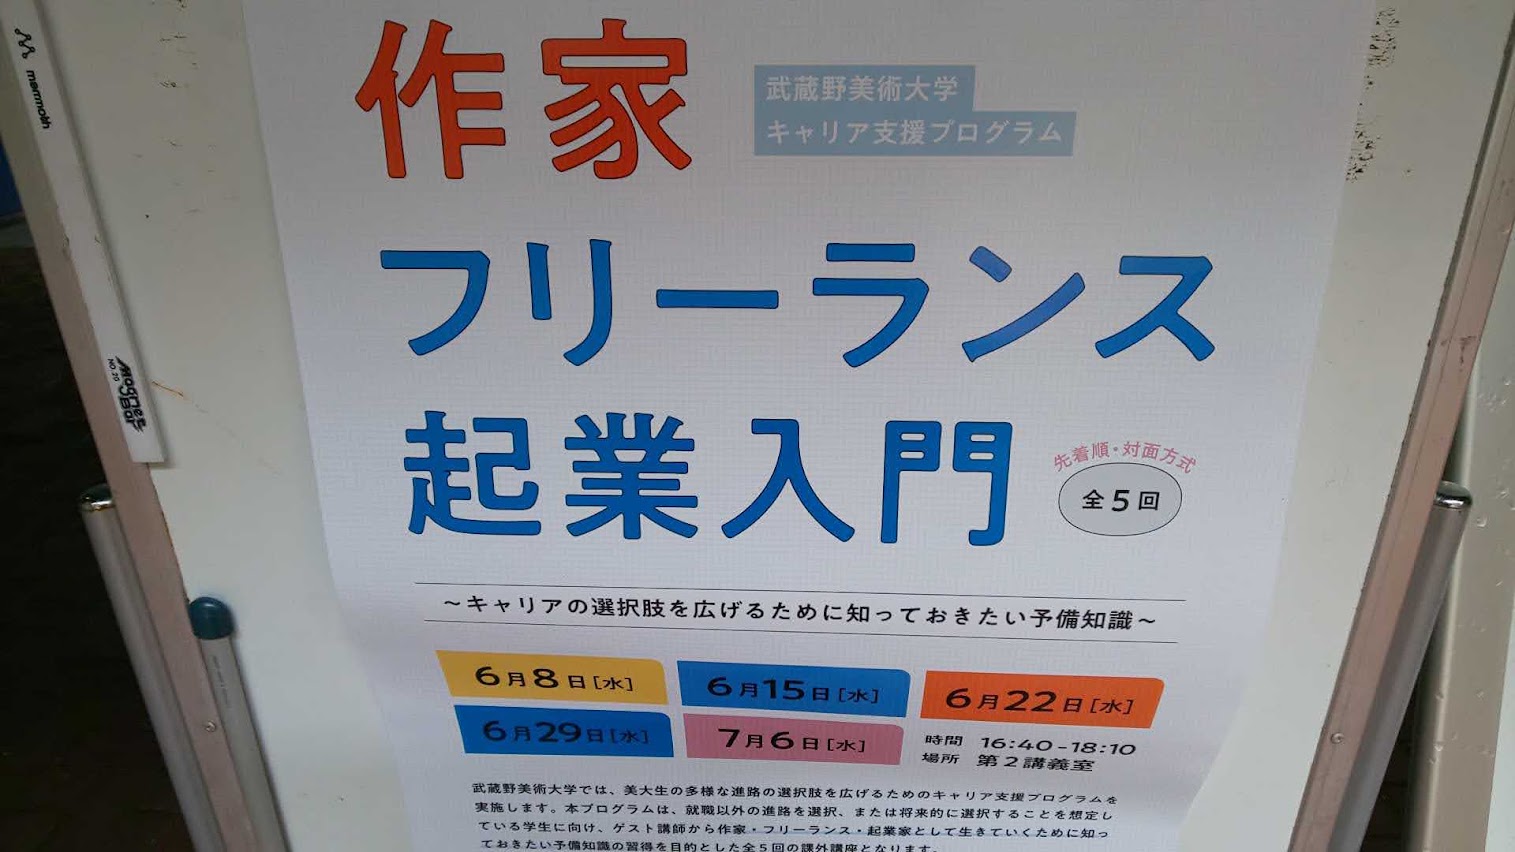 mammoth
Magnet Bar
NO.20
作家
武蔵野美術大学
キャリア支援プログラム
フリーランス
起業入門
先着順・対面方式
全5回
～キャリアの選択肢を広げるために知っておきたい予備知識～
6月8日[水]
6月15日[水]
6月22日[水]
6月29日[水]
7月6日[水]
時間 16:40-18:10
場所 第2講義室
武蔵野美術大学では、美大生の多様な進路の選択肢を広げるためのキャリア支援プログラムを
実施します。本プログラムは、就職以外の進路を選択、または将来的に選択することを想定し
ている学生に向け、ゲスト講師から作家・フリーランス・起業家として生きていくために知っ
ておきたい予備知識の習得を目的とした全5回の課外講座となります。